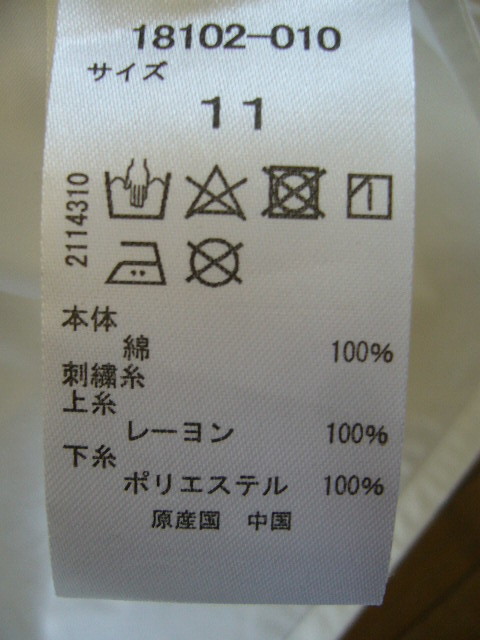 18102-010
サイズ
11
2114310
本体
綿 100%
刺繍糸
上糸
レーヨン 100%
下糸
ポリエステル 100%
原産国 中国